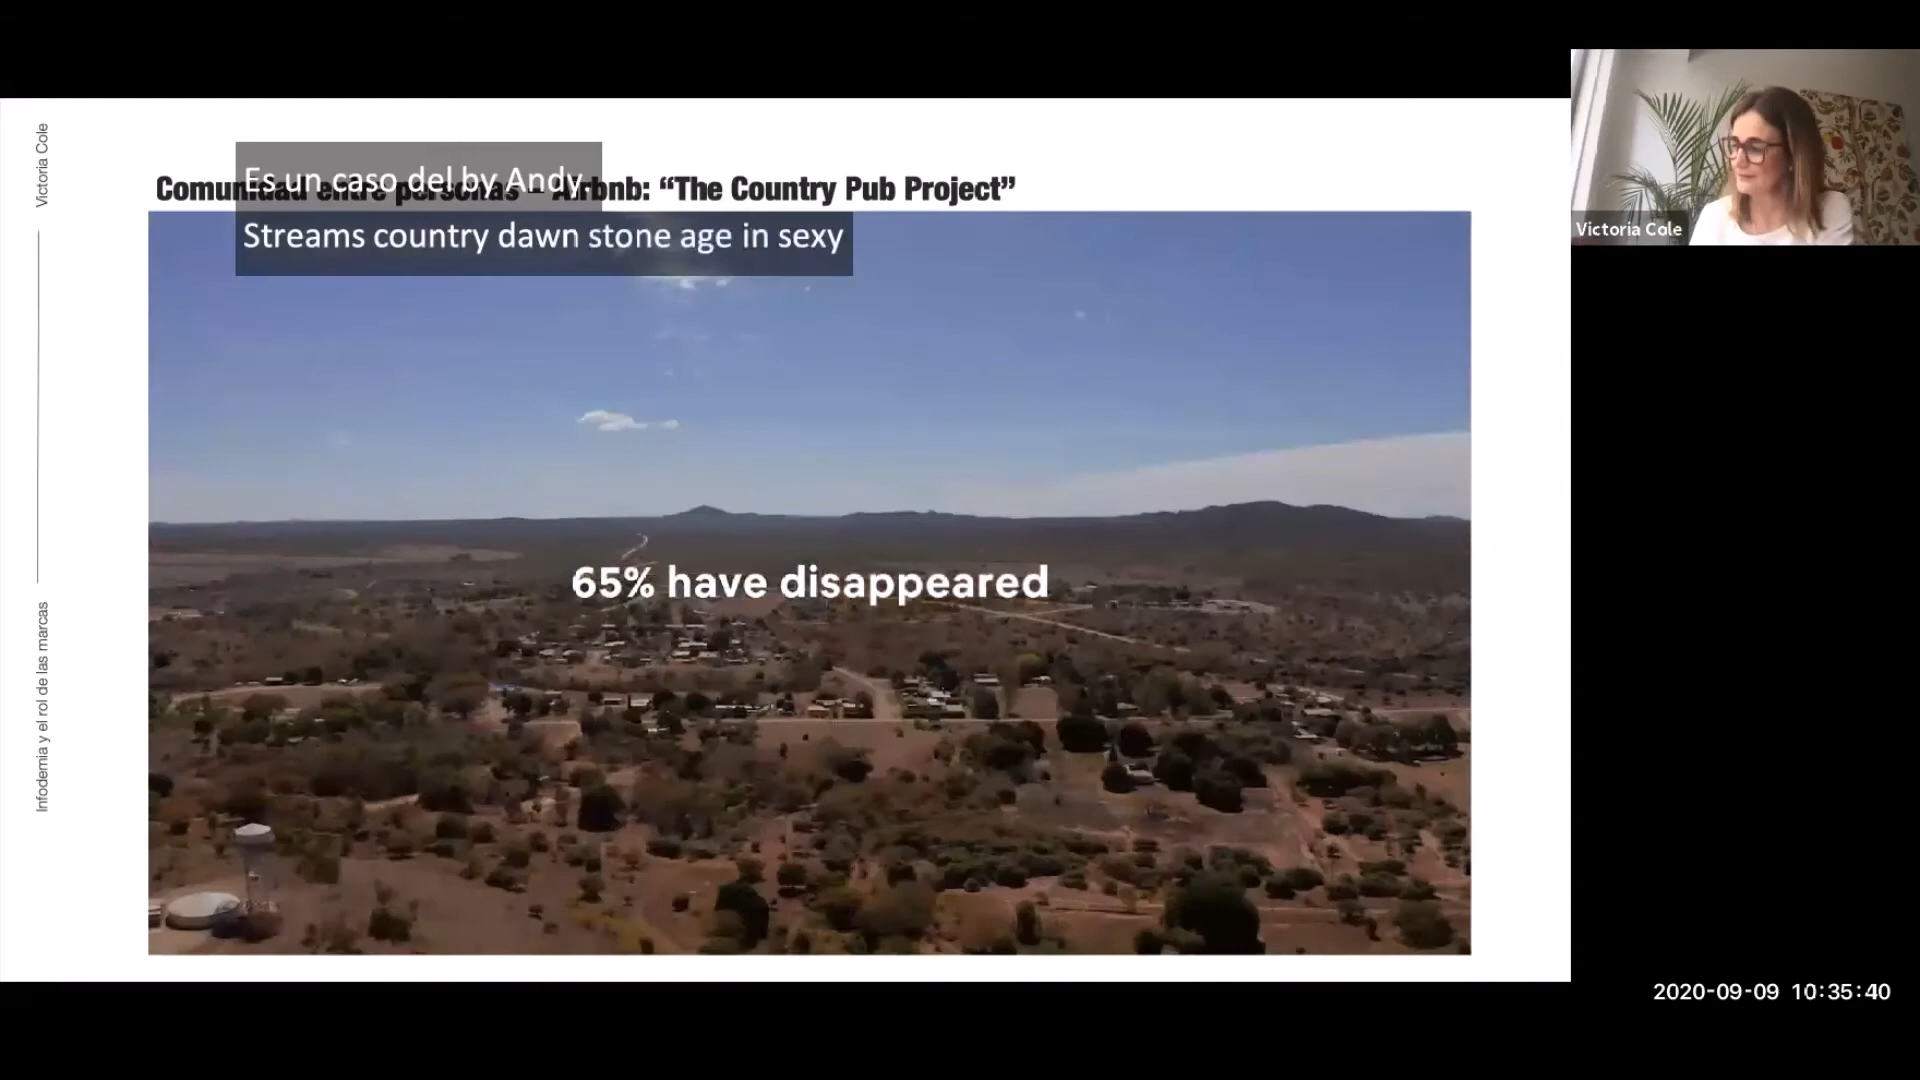 Victoria Cole
Infodemia y el rol de las marcas
Es un caso del by Andy
Comunidad entre personas – Airbnb: “The Country Pub Project”
Streams country dawn stone age in sexy
65% have disappeared
Victoria Cole
2020-09-09 10:35:40